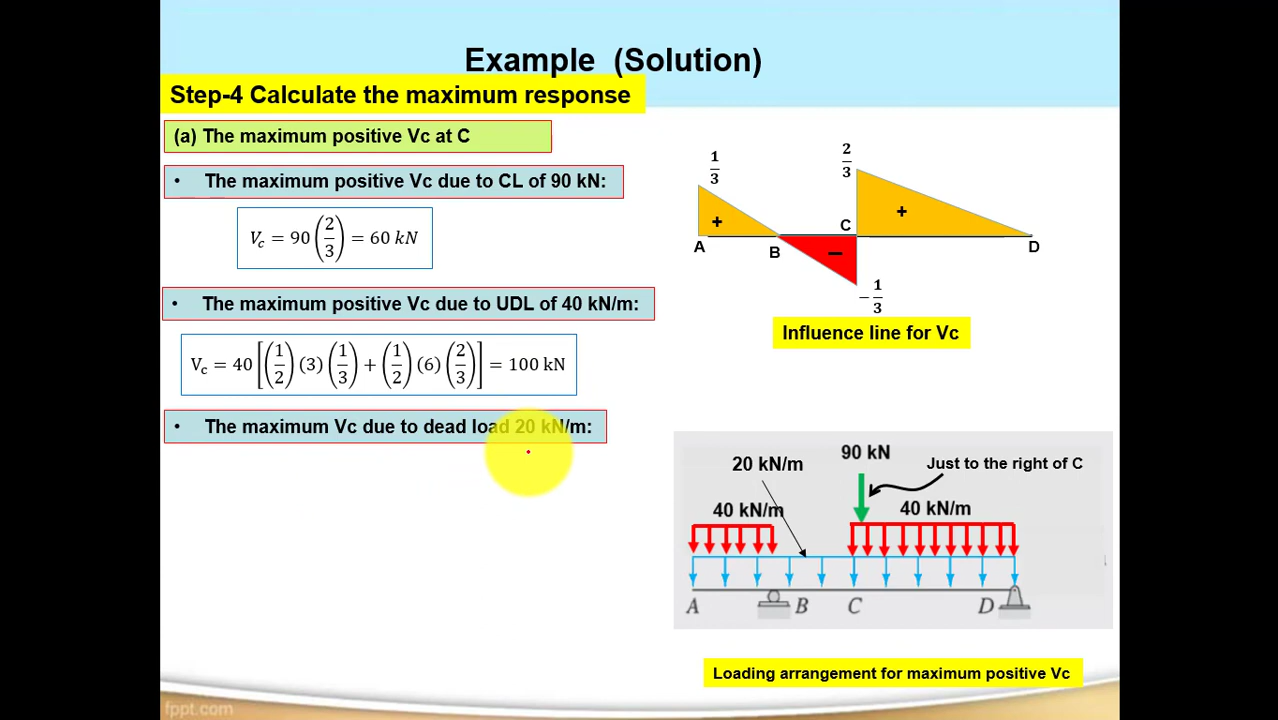 Example (Solution)
Step-4 Calculate the maximum response
(a) The maximum positive Vc at C
• The maximum positive Vc due to CL of 90 kN:
V_c = 90 (2/3) = 60 kN
• The maximum positive Vc due to UDL of 40 kN/m:
V_c = 40 [(1/2) (3) (1/3) + (1/2) (6) (2/3)] = 100 kN
• The maximum Vc due to dead load 20 kN/m:
1/3
2/3
+
+
A
B
C
D
−
−1/3
Influence line for Vc
90 kN
20 kN/m
Just to the right of C
40 kN/m
40 kN/m
A
B
C
D
Loading arrangement for maximum positive Vc
fppt.com